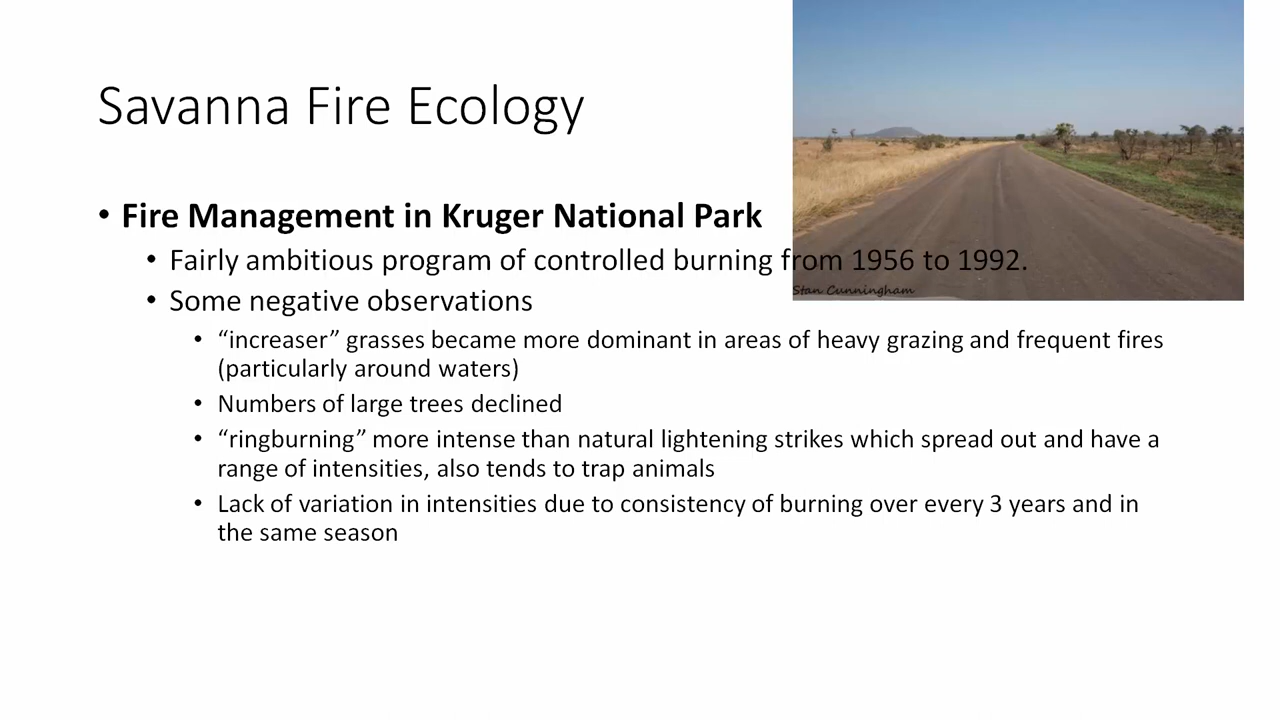 Savanna Fire Ecology
• Fire Management in Kruger National Park
• Fairly ambitious program of controlled burning from 1956 to 1992.
• Some negative observations
Stan Cunningham
• “increaser” grasses became more dominant in areas of heavy grazing and frequent fires
(particularly around waters)
• Numbers of large trees declined
• “ringburning” more intense than natural lightening strikes which spread out and have a
range of intensities, also tends to trap animals
• Lack of variation in intensities due to consistency of burning over every 3 years and in
the same season